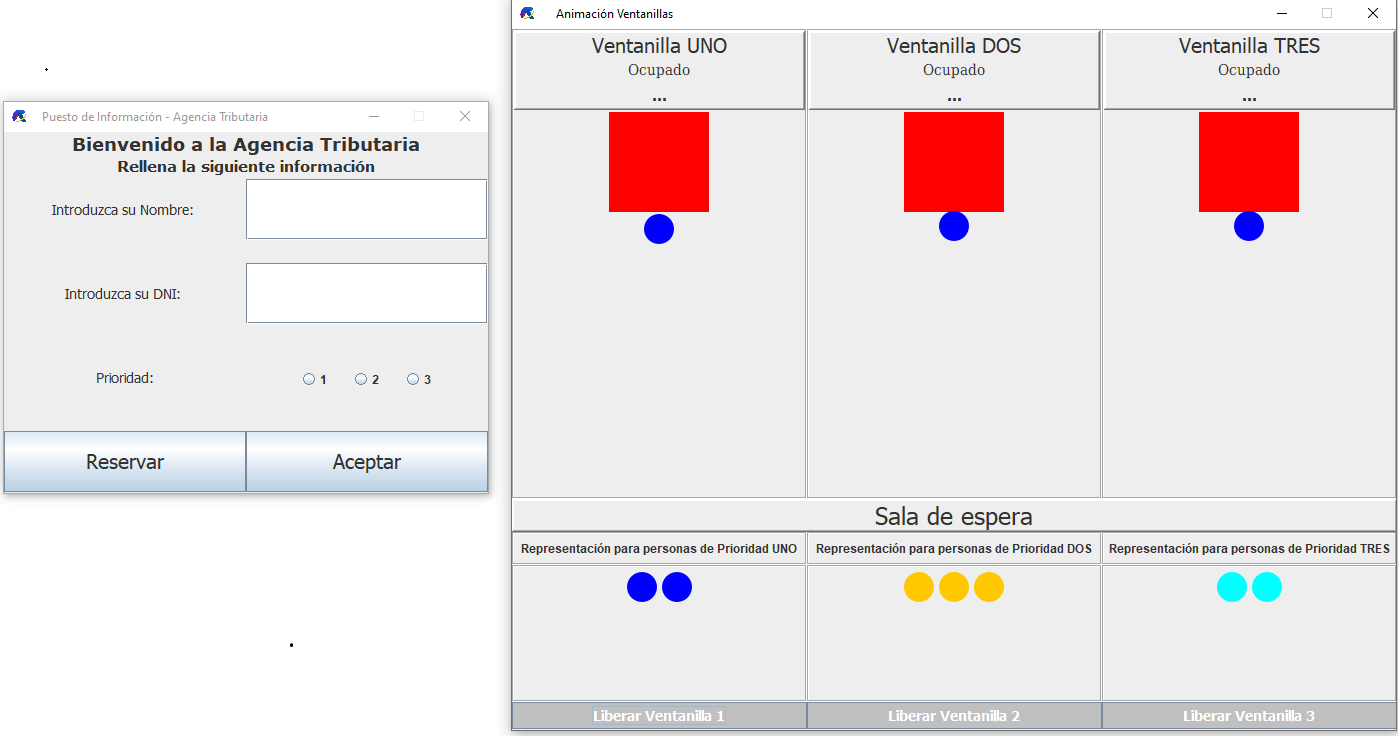 Puesto de Información - Agencia Tributaria
Bienvenido a la Agencia Tributaria
Rellena la siguiente información
Introduzca su Nombre:
Introduzca su DNI:
Prioridad:
1
2
3
Reservar
Aceptar
Animación Ventanillas
Ventanilla UNO
Ocupado
...
Ventanilla DOS
Ocupado
...
Ventanilla TRES
Ocupado
...
Sala de espera
Representación para personas de Prioridad UNO
Representación para personas de Prioridad DOS
Representación para personas de Prioridad TRES
Liberar Ventanilla 1
Liberar Ventanilla 2
Liberar Ventanilla 3